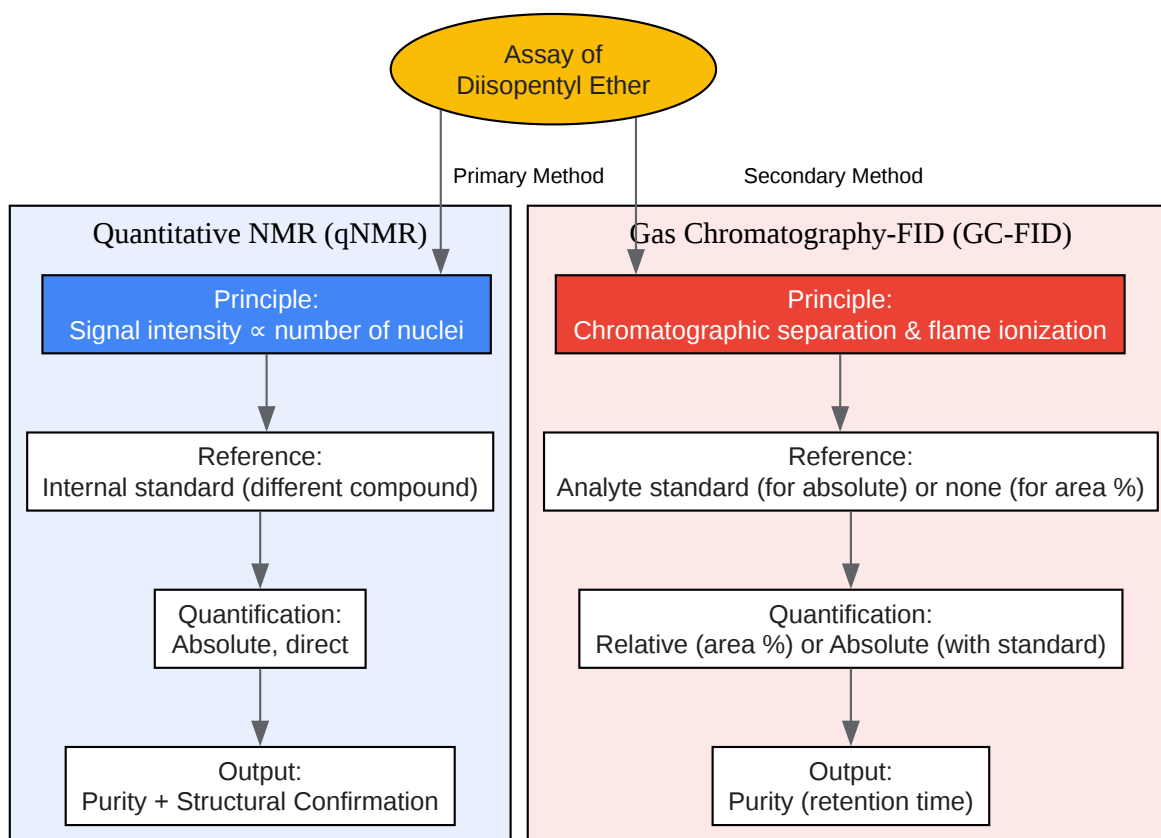 Assay of
Diisopentyl Ether
Primary Method
Secondary Method
Quantitative NMR (qNMR)
Principle:
Signal intensity ∝ number of nuclei
Reference:
Internal standard (different compound)
Quantification:
Absolute, direct
Output:
Purity + Structural Confirmation
Gas Chromatography-FID (GC-FID)
Principle:
Chromatographic separation & flame ionization
Reference:
Analyte standard (for absolute) or none (for area %)
Quantification:
Relative (area %) or Absolute (with standard)
Output:
Purity (retention time)